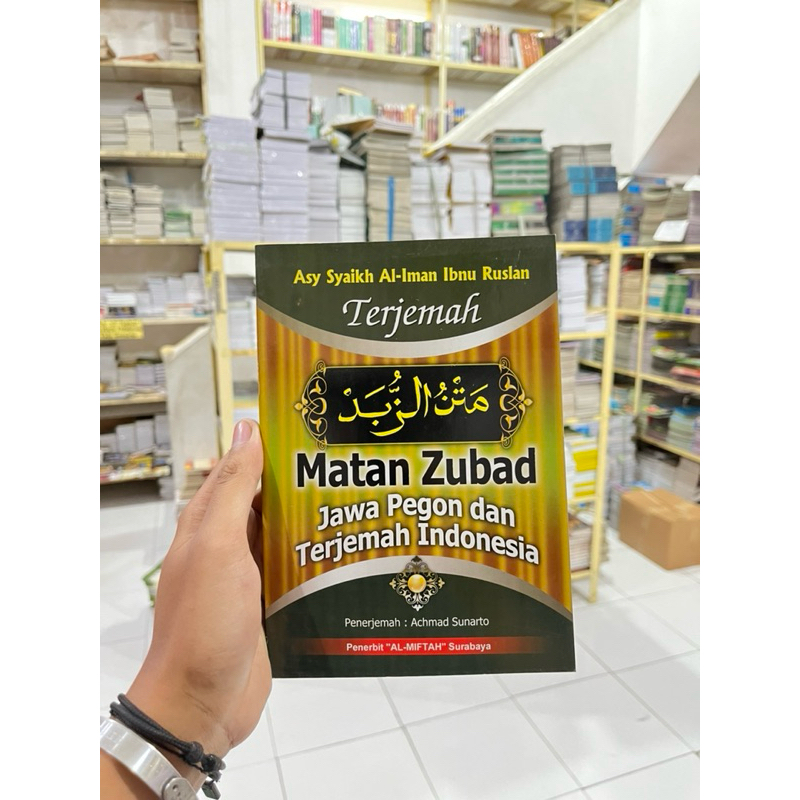 Asy Syaikh Al-Iman Ibnu Ruslan
Terjemah
مَتْنُ الزُّبَدْ
Matan Zubad
Jawa Pegon dan
Terjemah Indonesia
Penerjemah : Achmad Sunarto
Penerbit "AL-MIFTAH" Surabaya